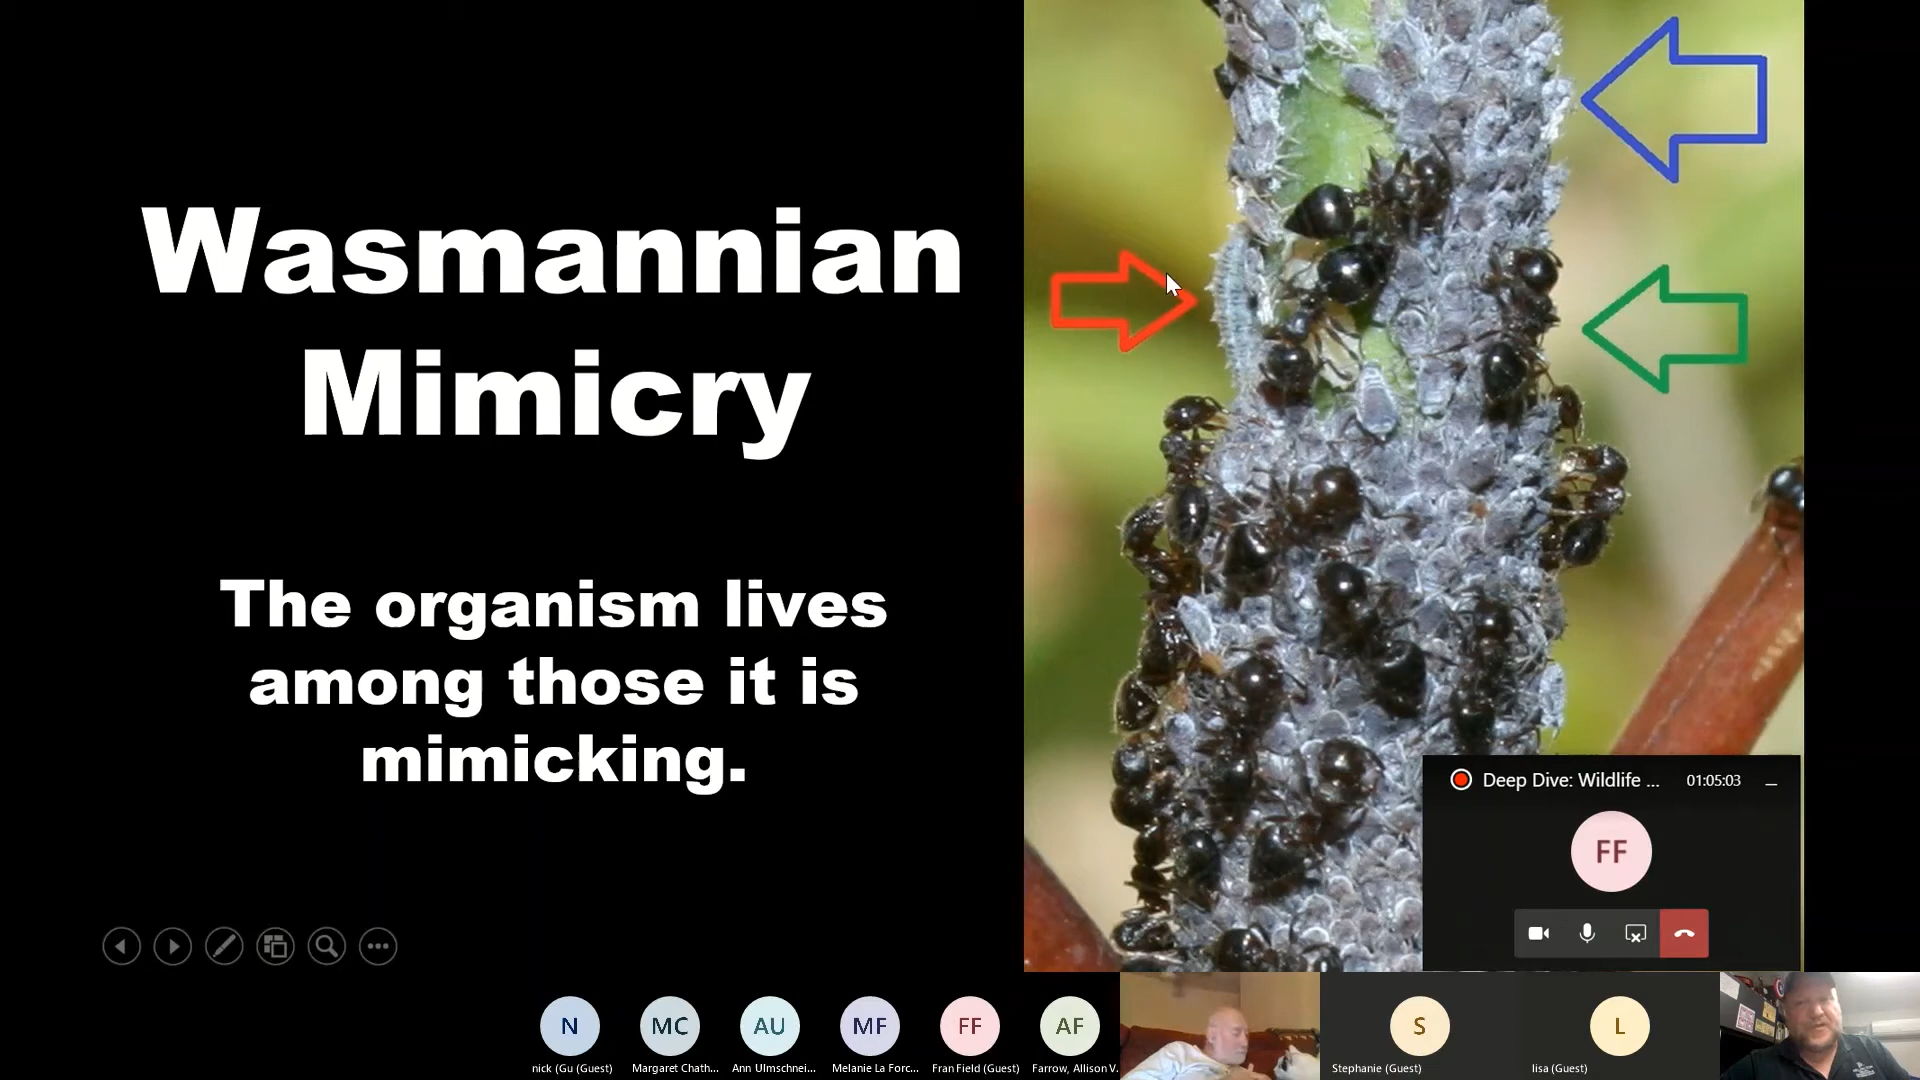 Wasmannian
Mimicry
The organism lives
among those it is
mimicking.
Deep Dive: Wildlife ...
01:05:03
FF
N
MC
AU
MF
FF
AF
S
L
nick (Gu (Guest)
Margaret Chath...
Ann Ulmschnei...
Melanie La Forc...
Fran Field (Guest)
Farrow, Allison V.
Stephanie (Guest)
lisa (Guest)